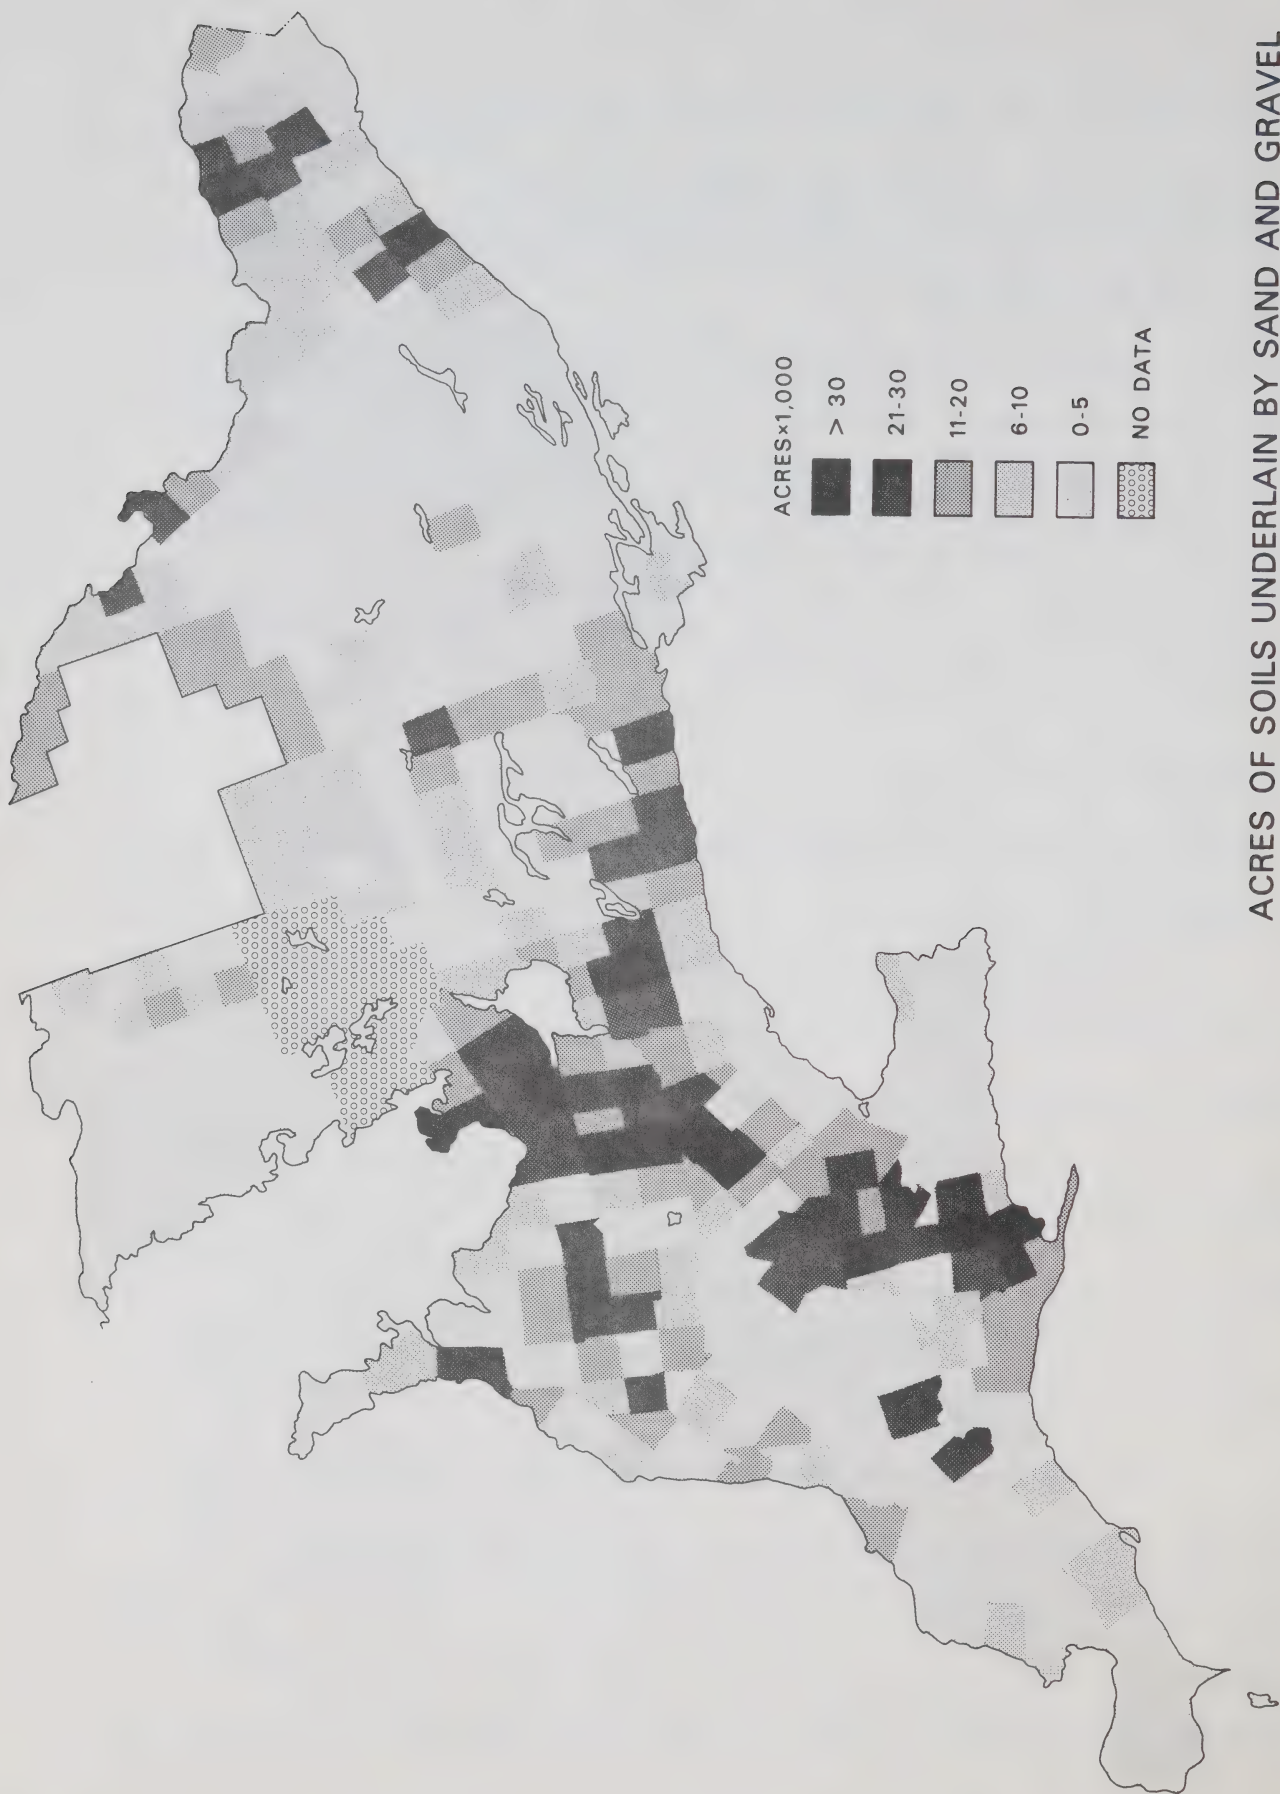 ACRES×1,000
> 30
21-30
11-20
6-10
0-5
NO DATA
ACRES OF SOILS UNDERLAIN BY SAND AND GRAVEL